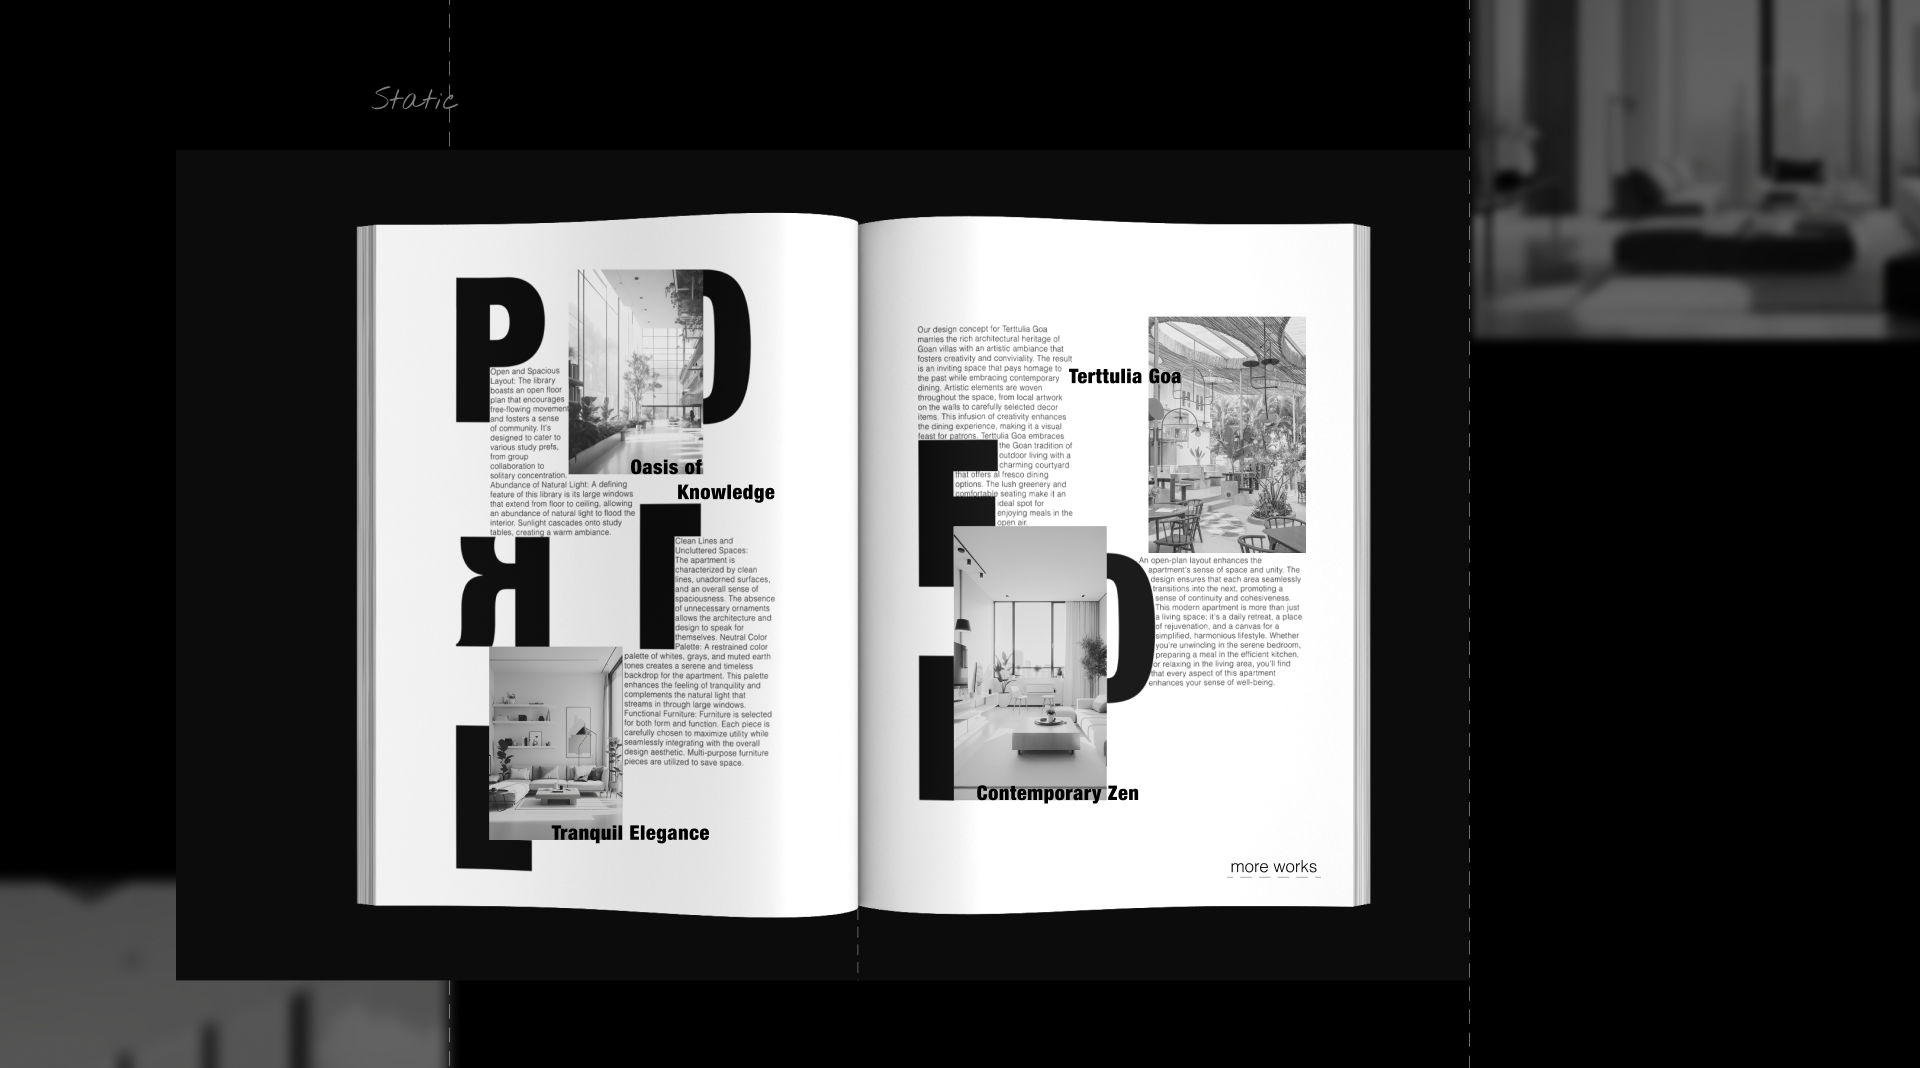 Static
P O
Open and Spacious
Layout: The library
boasts an open floor
plan that encourages
free-flowing movement
and fosters a sense
of community. It's
designed to cater to
various study prefs,
from group
collaboration to
solitary concentration.
Abundance of Natural Light: A defining
feature of this library is its large windows
that extend from floor to ceiling, allowing
an abundance of natural light to flood the
interior. Sunlight cascades onto study
tables, creating a warm ambiance.
Oasis of
Knowledge
R T
Clean Lines and
Uncluttered Spaces:
The apartment is
characterized by clean
lines, unadorned surfaces,
and an overall sense of
spaciousness. The absence
of unnecessary ornaments
allows the architecture and
design to speak for
themselves. Neutral Color
Palette: A restrained color
palette of whites, grays, and muted earth
tones creates a serene and timeless
backdrop for the apartment. This palette
enhances the feeling of tranquility and
complements the natural light that
streams in through large windows.
Functional Furniture: Furniture is selected
for both form and function. Each piece is
carefully chosen to maximize utility while
seamlessly integrating with the overall
design aesthetic. Multi-purpose furniture
pieces are utilized to save space.
L
Tranquil Elegance
Our design concept for Terttulia Goa
marries the rich architectural heritage of
Goan villas with an artistic ambiance that
fosters creativity and conviviality. The result
is an inviting space that pays homage to
the past while embracing contemporary
dining. Artistic elements are woven
throughout the space, from local artwork
on the walls to carefully selected decor
items. This infusion of creativity enhances
the dining experience, making it a visual
feast for patrons. Terttulia Goa embraces
the Goan tradition of
outdoor living with a
charming courtyard
that offers al fresco dining
options. The lush greenery and
comfortable seating make it an
ideal spot for
enjoying meals in the
open air.
Terttulia Goa
F O
I
An open-plan layout enhances the
apartment's sense of space and unity. The
design ensures that each area seamlessly
transitions into the next, promoting a
sense of continuity and cohesiveness.
This modern apartment is more than just
a living space; it's a daily retreat, a place
of rejuvenation, and a canvas for a
simplified, harmonious lifestyle. Whether
you're unwinding in the serene bedroom,
preparing a meal in the efficient kitchen,
or relaxing in the living area, you'll find
that every aspect of this apartment
enhances your sense of well-being.
Contemporary Zen
more works